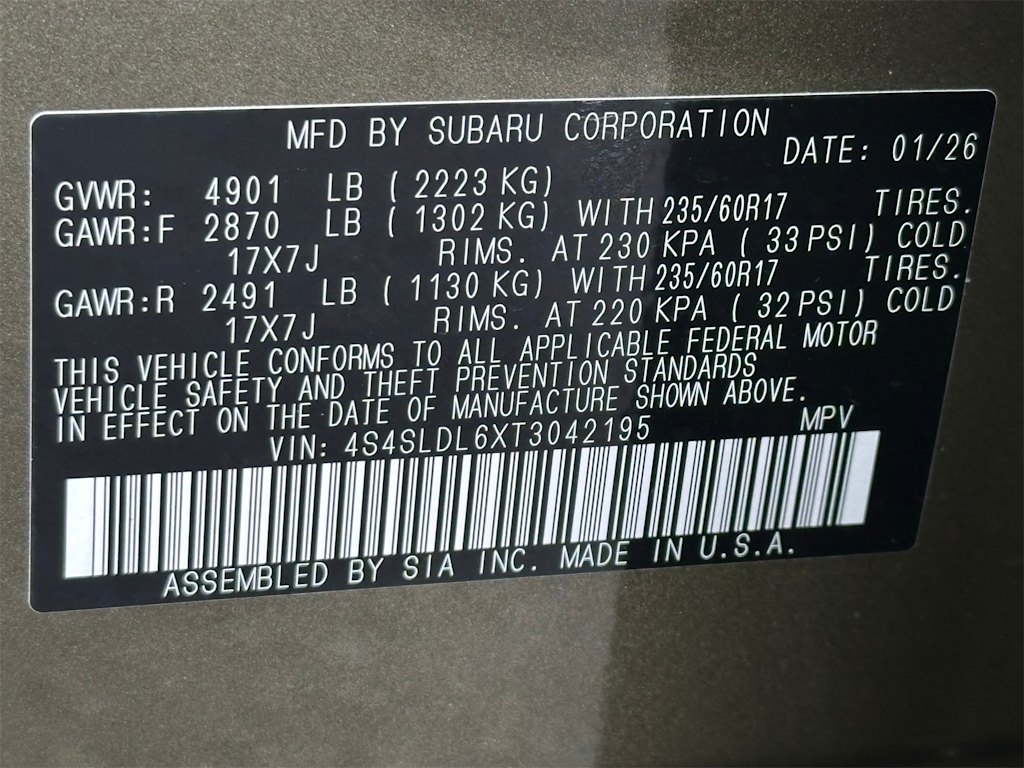 MFD BY SUBARU CORPORATION
DATE: 01/26
GVWR: 4901 LB ( 2223 KG)
GAWR:F 2870 LB ( 1302 KG) WITH 235/60R17 TIRES.
17X7J RIMS. AT 230 KPA ( 33 PSI) COLD
GAWR:R 2491 LB ( 1130 KG) WITH 235/60R17 TIRES.
17X7J RIMS. AT 220 KPA ( 32 PSI) COLD
THIS VEHICLE CONFORMS TO ALL APPLICABLE FEDERAL MOTOR
VEHICLE SAFETY AND THEFT PREVENTION STANDARDS
IN EFFECT ON THE DATE OF MANUFACTURE SHOWN ABOVE.
VIN: 4S4SLDL6XT3042195 MPV
ASSEMBLED BY SIA INC. MADE IN U.S.A.